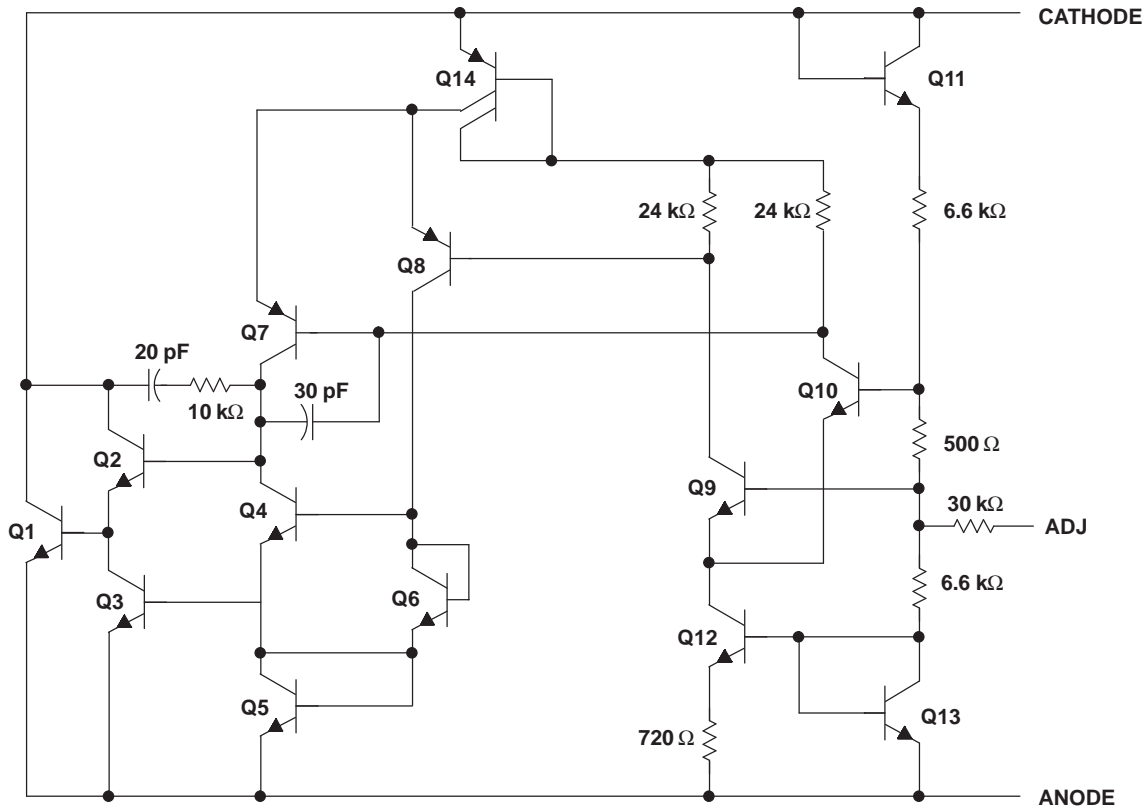 CATHODE
Q14
Q11
24 kΩ
24 kΩ
6.6 kΩ
Q8
Q7
20 pF
30 pF
10 kΩ
Q10
500 Ω
Q2
Q9
Q4
30 kΩ
ADJ
Q1
6.6 kΩ
Q3
Q6
Q12
Q5
Q13
720 Ω
ANODE